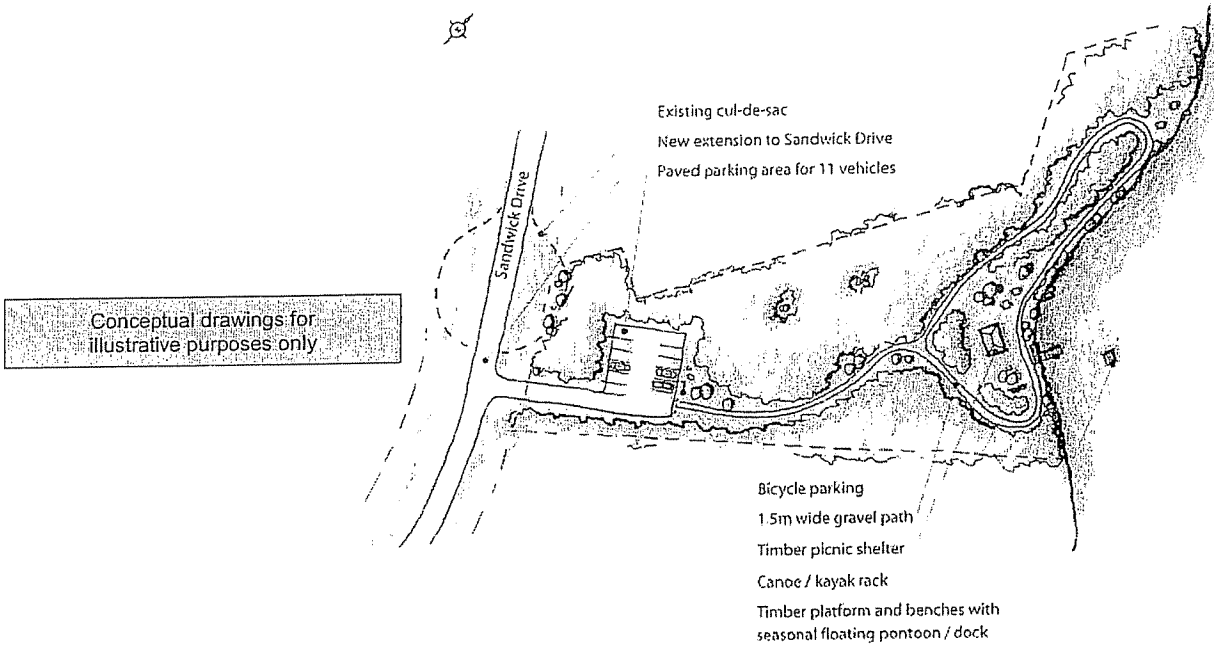 Existing cul-de-sac
New extension to Sandwick Drive
Paved parking area for 11 vehicles
Sandwick Drive
Conceptual drawings for
illustrative purposes only
Bicycle parking
1.5m wide gravel path
Timber picnic shelter
Canoe / kayak rack
Timber platform and benches with
seasonal floating pontoon / dock